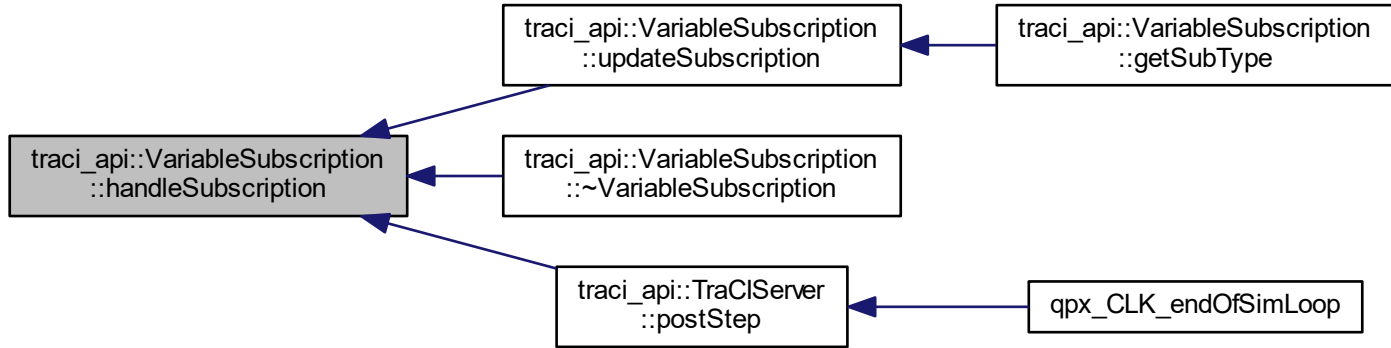 traci_api::VariableSubscription
::updateSubscription
traci_api::VariableSubscription
::getSubType
traci_api::VariableSubscription
::handleSubscription
traci_api::VariableSubscription
::~VariableSubscription
traci_api::TraCIServer
::postStep
qpx_CLK_endOfSimLoop